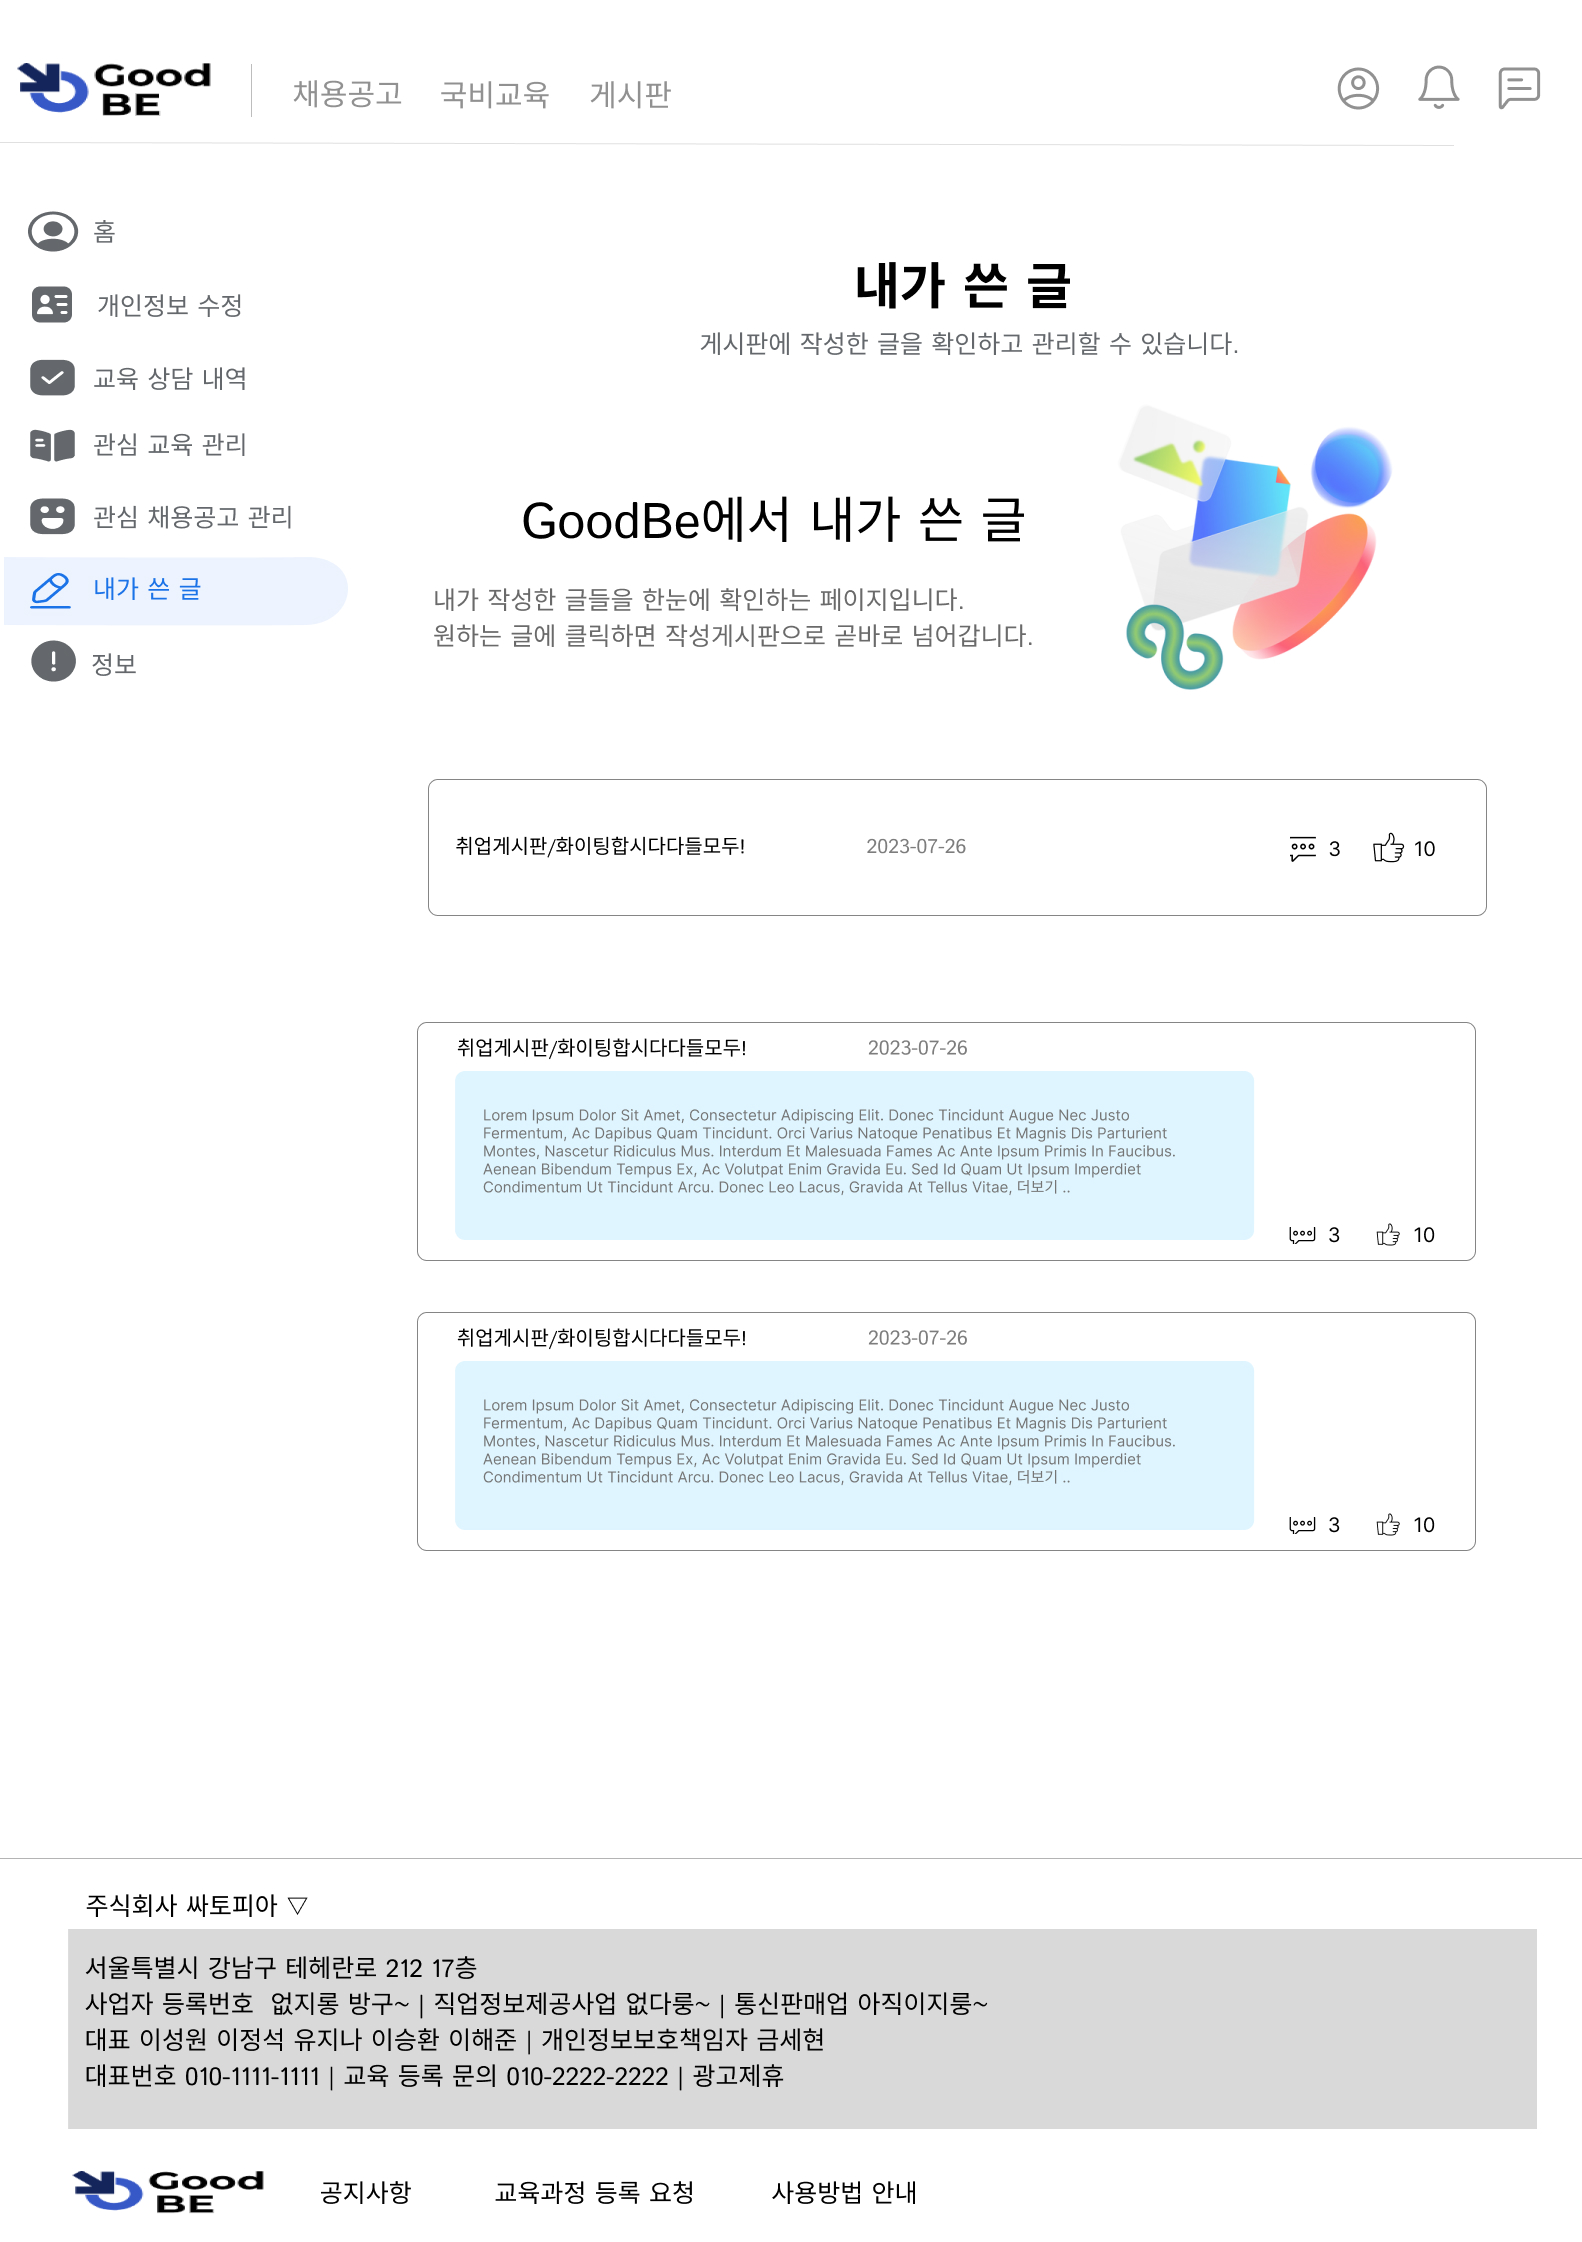 Good
BE
채용공고 국비교육 게시판
홈
개인정보 수정
교육 상담 내역
관심 교육 관리
관심 채용공고 관리
내가 쓴 글
정보
내가 쓴 글
게시판에 작성한 글을 확인하고 관리할 수 있습니다.
GoodBe에서 내가 쓴 글
내가 작성한 글들을 한눈에 확인하는 페이지입니다.
원하는 글에 클릭하면 작성게시판으로 곧바로 넘어갑니다.
취업게시판/화이팅합시다다들모두! 2023-07-26 3 10
취업게시판/화이팅합시다다들모두! 2023-07-26
Lorem Ipsum Dolor Sit Amet, Consectetur Adipiscing Elit. Donec Tincidunt Augue Nec Justo
Fermentum, Ac Dapibus Quam Tincidunt. Orci Varius Natoque Penatibus Et Magnis Dis Parturient
Montes, Nascetur Ridiculus Mus. Interdum Et Malesuada Fames Ac Ante Ipsum Primis In Faucibus.
Aenean Bibendum Tempus Ex, Ac Volutpat Enim Gravida Eu. Sed Id Quam Ut Ipsum Imperdiet
Condimentum Ut Tincidunt Arcu. Donec Leo Lacus, Gravida At Tellus Vitae, 더보기 ..
3 10
취업게시판/화이팅합시다다들모두! 2023-07-26
Lorem Ipsum Dolor Sit Amet, Consectetur Adipiscing Elit. Donec Tincidunt Augue Nec Justo
Fermentum, Ac Dapibus Quam Tincidunt. Orci Varius Natoque Penatibus Et Magnis Dis Parturient
Montes, Nascetur Ridiculus Mus. Interdum Et Malesuada Fames Ac Ante Ipsum Primis In Faucibus.
Aenean Bibendum Tempus Ex, Ac Volutpat Enim Gravida Eu. Sed Id Quam Ut Ipsum Imperdiet
Condimentum Ut Tincidunt Arcu. Donec Leo Lacus, Gravida At Tellus Vitae, 더보기 ..
3 10
주식회사 싸토피아 ▽
서울특별시 강남구 테헤란로 212 17층
사업자 등록번호 없지롱 방구~ | 직업정보제공사업 없다룽~ | 통신판매업 아직이지룽~
대표 이성원 이정석 유지나 이승환 이해준 | 개인정보보호책임자 금세현
대표번호 010-1111-1111 | 교육 등록 문의 010-2222-2222 | 광고제휴
Good
BE
공지사항 교육과정 등록 요청 사용방법 안내